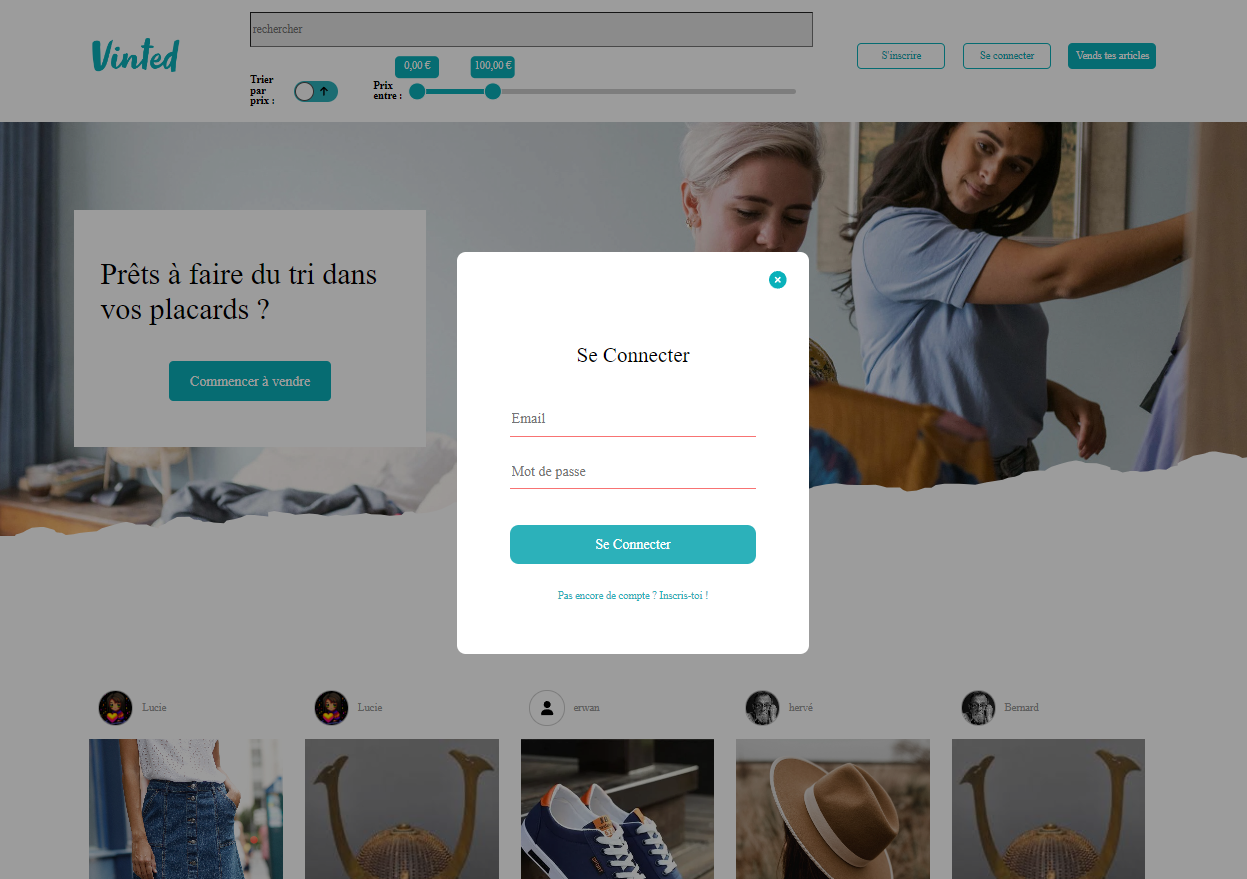 Vinted
rechercher
S'inscrire
Se connecter
Vends tes articles
0,00 €
100,00 €
Trier
par
prix :
Prix
entre :
Prêts à faire du tri dans
vos placards ?
Commencer à vendre
Se Connecter
Email
Mot de passe
Se Connecter
Pas encore de compte ? Inscris-toi !
Lucie
Lucie
erwan
hervé
Bernard